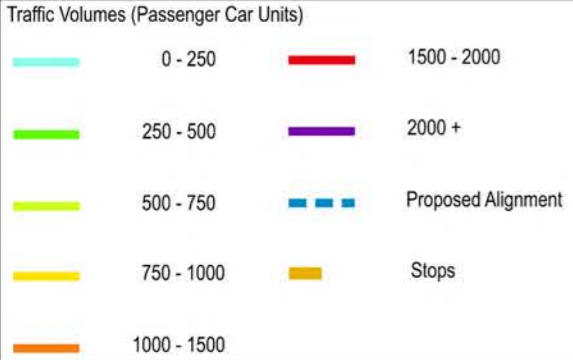 Traffic Volumes (Passenger Car Units)
0 - 250
250 - 500
500 - 750
750 - 1000
1000 - 1500
1500 - 2000
2000 +
Proposed Alignment
Stops